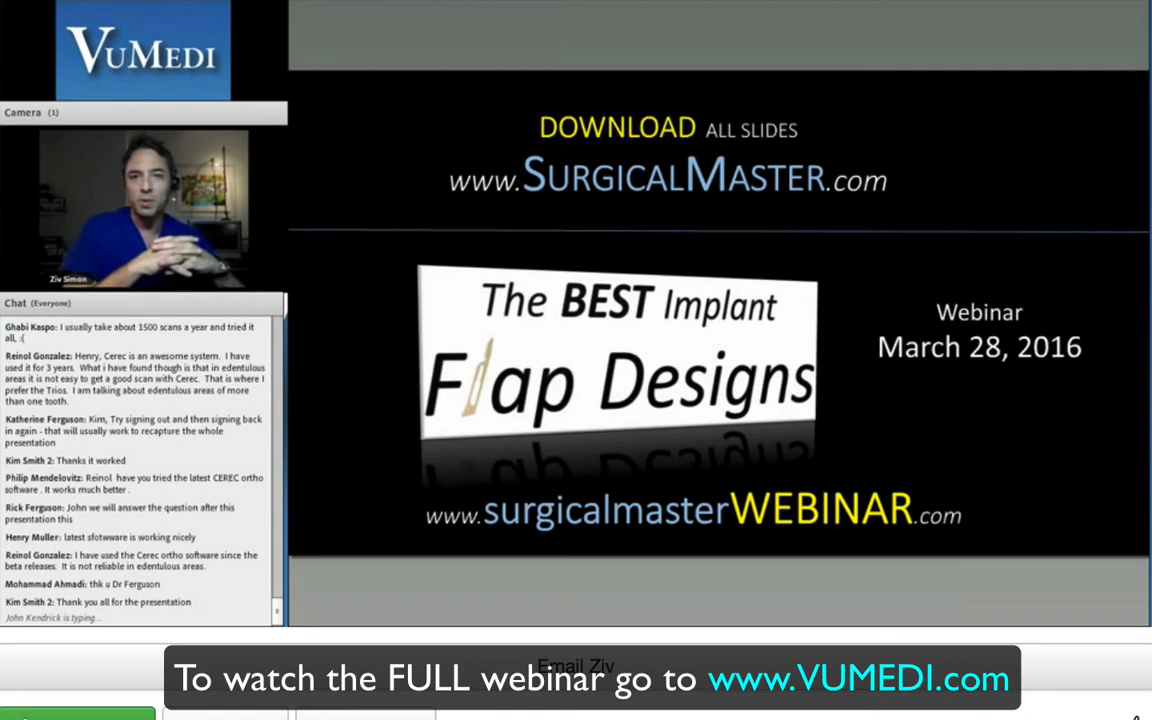 VUMEDI
Camera (1)
Ziv Simon
Chat (Everyone)
Ghabi Kaspo: I usually take about 1500 scans a year and tried it
all, :(
Reinol Gonzalez: Henry, Cerec is an awesome system. I have
used it for 3 years. What i have found though is that in edentulous
areas it is not easy to get a good scan with Cerec. That is where I
prefer the Trios. I am talking about edentulous areas of more
than one tooth.
Katherine Ferguson: Kim, Try signing out and then signing back
in again - that will usually work to recapture the whole
presentation
Kim Smith 2: Thanks it worked
Philip Mendelovitz: Reinol have you tried the latest CEREC ortho
software . It works much better .
Rick Ferguson: John we will answer the question after this
presentation this
Henry Muller: latest sfotwware is working nicely
Reinol Gonzalez: I have used the Cerec ortho software since the
beta releases. It is not reliable in edentulous areas.
Mohammad Ahmadi: thk u Dr Ferguson
Kim Smith 2: Thank you all for the presentation
John Kendrick is typing...
DOWNLOAD ALL SLIDES
www.SURGICALMASTER.com
The BEST Implant
Flap Designs
Webinar
March 28, 2016
www.surgicalmasterWEBINAR.com
Email Ziv
To watch the FULL webinar go to www.VUMEDI.com